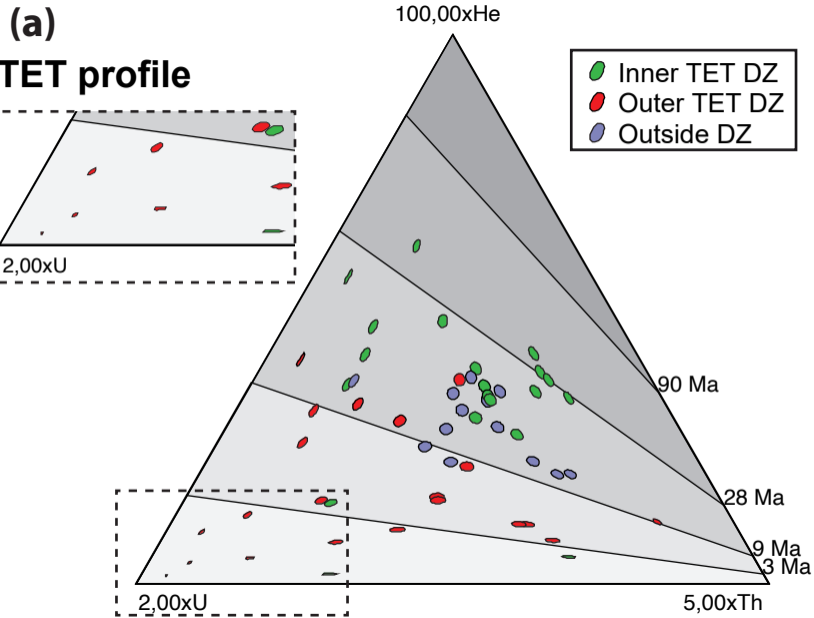 (a)
TET profile
100,00xHe
Inner TET DZ
Outer TET DZ
Outside DZ
2,00xU
90 Ma
28 Ma
9 Ma
3 Ma
2,00xU
5,00xTh